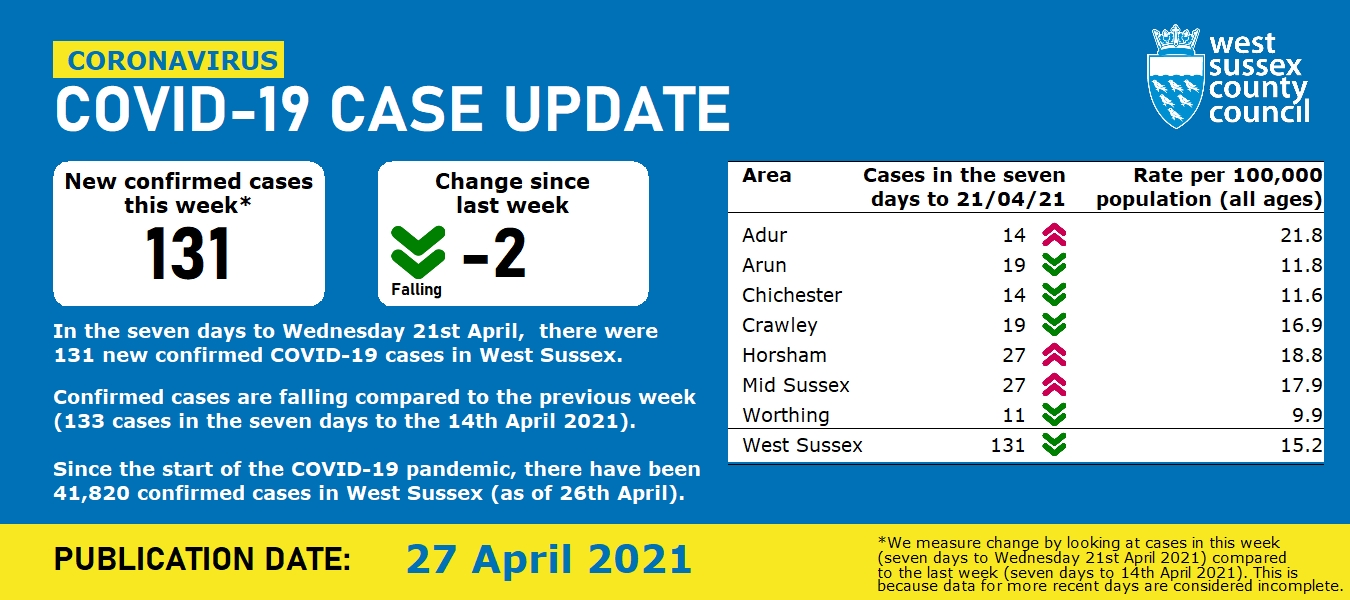 CORONAVIRUS
COVID-19 CASE UPDATE
west
sussex
county
council
New confirmed cases
this week*
131
Change since
last week
-2
Falling
In the seven days to Wednesday 21st April, there were
131 new confirmed COVID-19 cases in West Sussex.
Confirmed cases are falling compared to the previous week
(133 cases in the seven days to the 14th April 2021).
Since the start of the COVID-19 pandemic, there have been
41,820 confirmed cases in West Sussex (as of 26th April).
Area Cases in the seven Rate per 100,000
days to 21/04/21 population (all ages)
Adur 14 21.8
Arun 19 11.8
Chichester 14 11.6
Crawley 19 16.9
Horsham 27 18.8
Mid Sussex 27 17.9
Worthing 11 9.9
West Sussex 131 15.2
PUBLICATION DATE: 27 April 2021
*We measure change by looking at cases in this week
(seven days to Wednesday 21st April 2021) compared
to the last week (seven days to 14th April 2021). This is
because data for more recent days are considered incomplete.